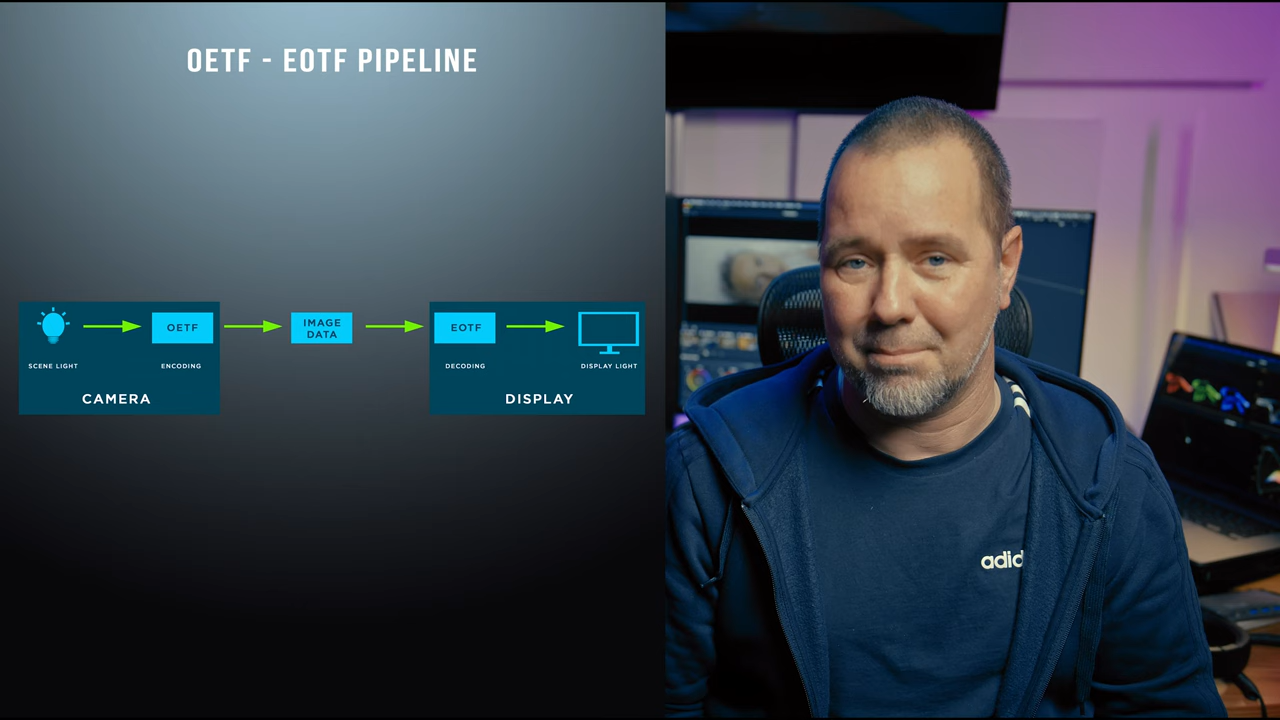 OETF - EOTF PIPELINE
OETF
IMAGE
DATA
EOTF
SCENE LIGHT
ENCODING
DECODING
DISPLAY LIGHT
CAMERA
DISPLAY
adid